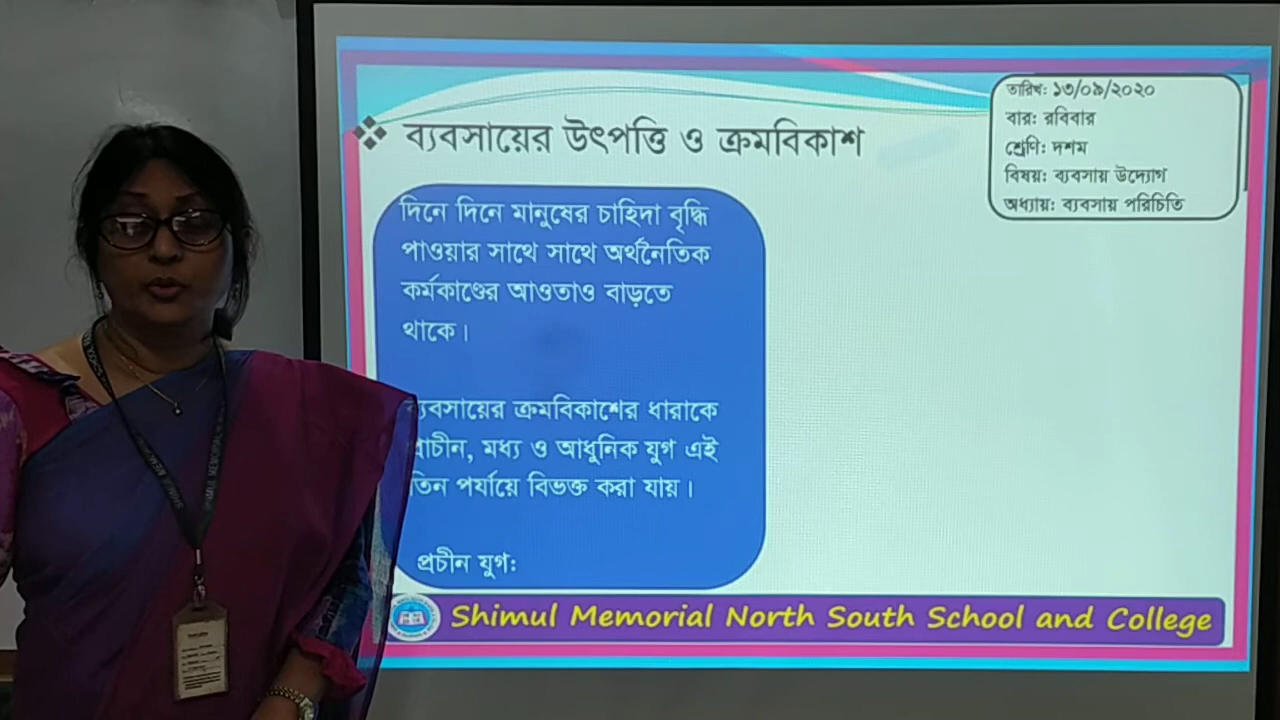 ❖ ব্যবসায়ের উৎপত্তি ও ক্রমবিকাশ
তারিখ: ১৩/০৯/২০২০
বার: রবিবার
শ্রেণি: দশম
বিষয়: ব্যবসায় উদ্যোগ
অধ্যায়: ব্যবসায় পরিচিতি
দিনে দিনে মানুষের চাহিদা বৃদ্ধি
পাওয়ার সাথে সাথে অর্থনৈতিক
কর্মকাণ্ডের আওতাও বাড়তে
থাকে।
ব্যবসায়ের ক্রমবিকাশের ধারাকে
প্রাচীন, মধ্য ও আধুনিক যুগ এই
তিন পর্যায়ে বিভক্ত করা যায়।
প্রচীন যুগ:
Shimul Memorial North South School and College